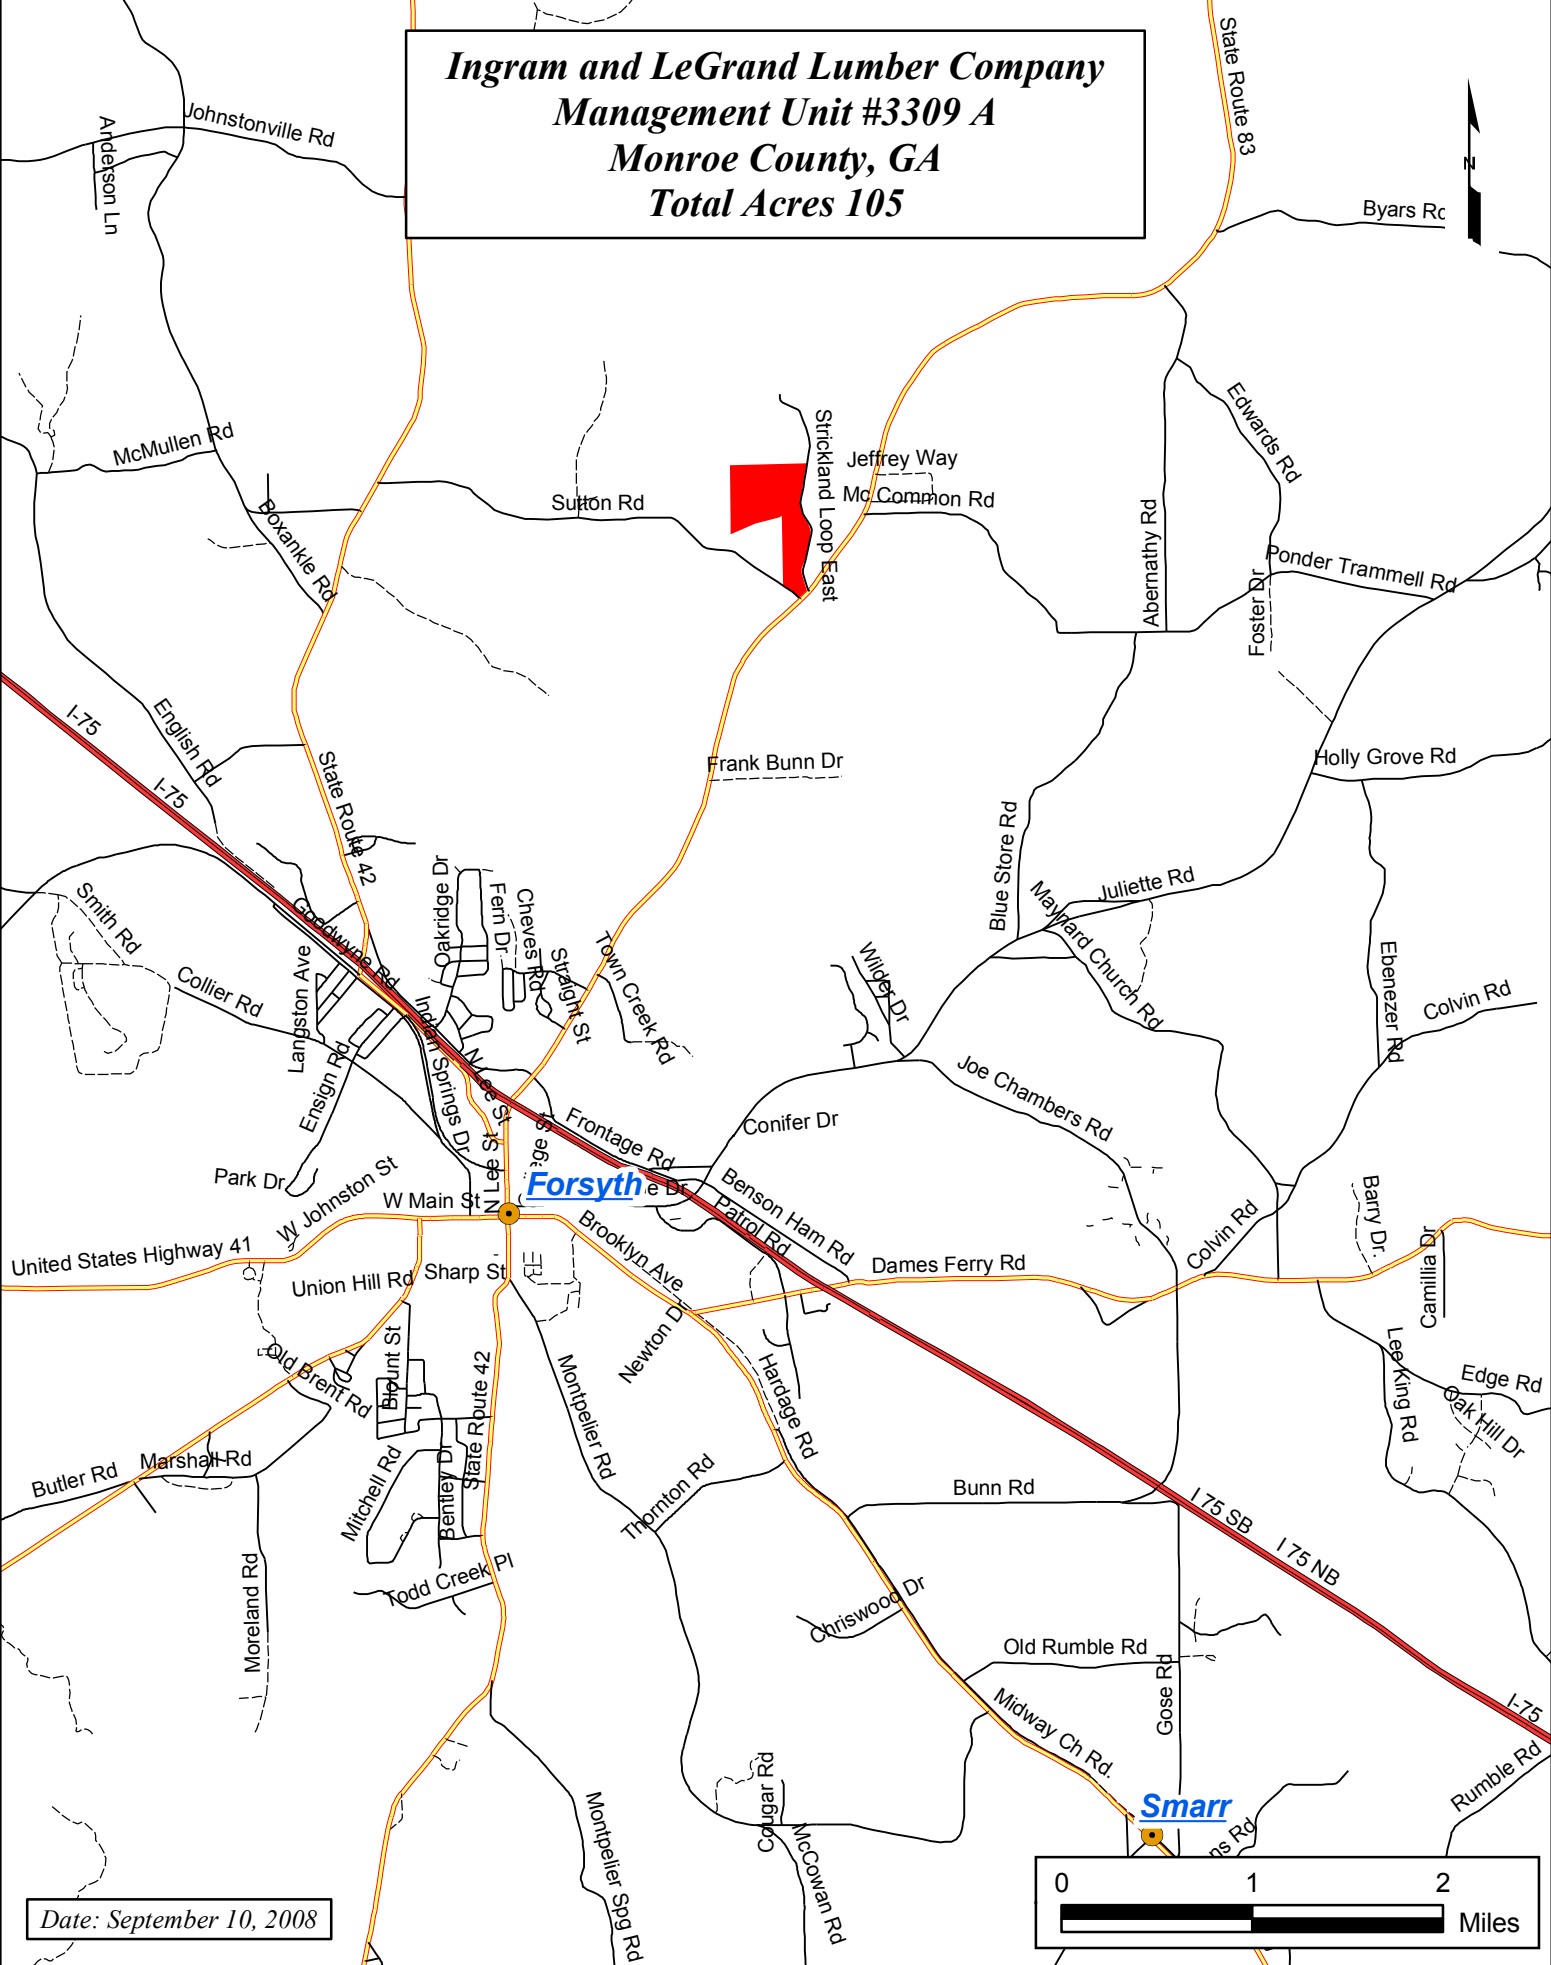 Ingram and LeGrand Lumber Company
Management Unit #3309 A
Monroe County, GA
Total Acres 105
State Route 83
Johnstonville Rd
Anderson Ln
N
Byars Rd
McMullen Rd
Boxankle Rd
Sutton Rd
Strickland Loop East
Jeffrey Way
Mc Common Rd
Edwards Rd
Abernathy Rd
Ponder Trammell Rd
Foster Dr
I-75
I-75
English Rd
State Route 42
Frank Bunn Dr
Holly Grove Rd
Blue Store Rd
Juliette Rd
Maynard Church Rd
Smith Rd
Goodwyne Rd
Oakridge Dr
Fern Dr
Cheves Rd
Straight St
Town Creek Rd
Wilder Dr
Ebenezer Rd
Colvin Rd
Collier Rd
Langston Ave
Ensign Rd
Indian Springs Dr
N Lee St
N Lee St
ege St
Frontage Rd
Conifer Dr
Joe Chambers Rd
Park Dr
W Johnston St
W Main St
Forsyth
e Dr
Benson Ham Rd
Patrol Rd
Brooklyn Ave
Dames Ferry Rd
Colvin Rd
Barry Dr.
Camillia Dr
United States Highway 41
Union Hill Rd
Sharp St
Newton D
Old Brent Rd
Blount St
State Route 42
Montpelier Rd
Hardage Rd
Lee King Rd
Edge Rd
Oak Hill Dr
Butler Rd
Marshall Rd
Mitchell Rd
Bentley Dr
Thornton Rd
Bunn Rd
I 75 SB
I 75 NB
Moreland Rd
Todd Creek Pl
Chriswood Dr
Old Rumble Rd
Gose Rd
Midway Ch Rd.
I-75
Rumble Rd
Cougar Rd
McCowan Rd
Montpelier Spg Rd
Smarr
ns Rd
0 1 2
Miles
Date: September 10, 2008